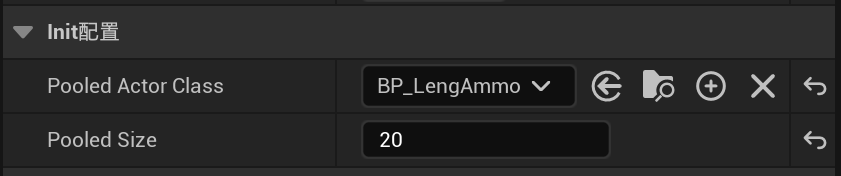 Init配置
Pooled Actor Class BP_LengAmmo
Pooled Size 20